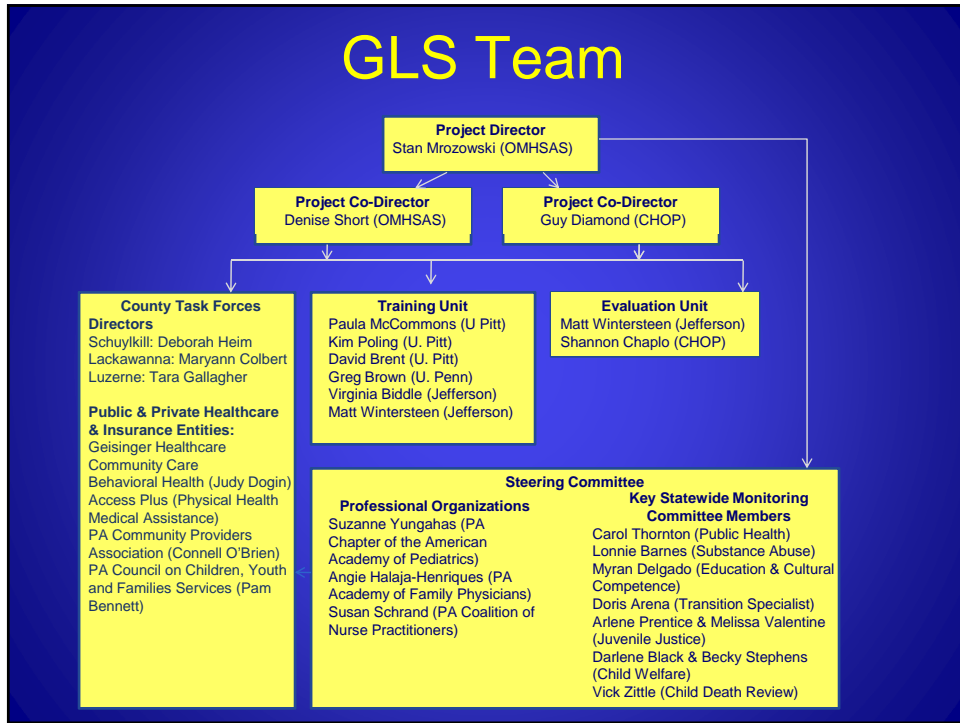 GLS Team
Project Director
Stan Mrozowski (OMHSAS)
Project Co-Director
Denise Short (OMHSAS)
Project Co-Director
Guy Diamond (CHOP)
County Task Forces
Directors
Schuylkill: Deborah Heim
Lackawanna: Maryann Colbert
Luzerne: Tara Gallagher
Public & Private Healthcare
& Insurance Entities:
Geisinger Healthcare
Community Care
Behavioral Health (Judy Dogin)
Access Plus (Physical Health
Medical Assistance)
PA Community Providers
Association (Connell O'Brien)
PA Council on Children, Youth
and Families Services (Pam
Bennett)
Training Unit
Paula McCommons (U Pitt)
Kim Poling (U. Pitt)
David Brent (U. Pitt)
Greg Brown (U. Penn)
Virginia Biddle (Jefferson)
Matt Wintersteen (Jefferson)
Evaluation Unit
Matt Wintersteen (Jefferson)
Shannon Chaplo (CHOP)
Steering Committee
Professional Organizations
Suzanne Yungahas (PA
Chapter of the American
Academy of Pediatrics)
Angie Halaja-Henriques (PA
Academy of Family Physicians)
Susan Schrand (PA Coalition of
Nurse Practitioners)
Key Statewide Monitoring
Committee Members
Carol Thornton (Public Health)
Lonnie Barnes (Substance Abuse)
Myran Delgado (Education & Cultural
Competence)
Doris Arena (Transition Specialist)
Arlene Prentice & Melissa Valentine
(Juvenile Justice)
Darlene Black & Becky Stephens
(Child Welfare)
Vick Zittle (Child Death Review)